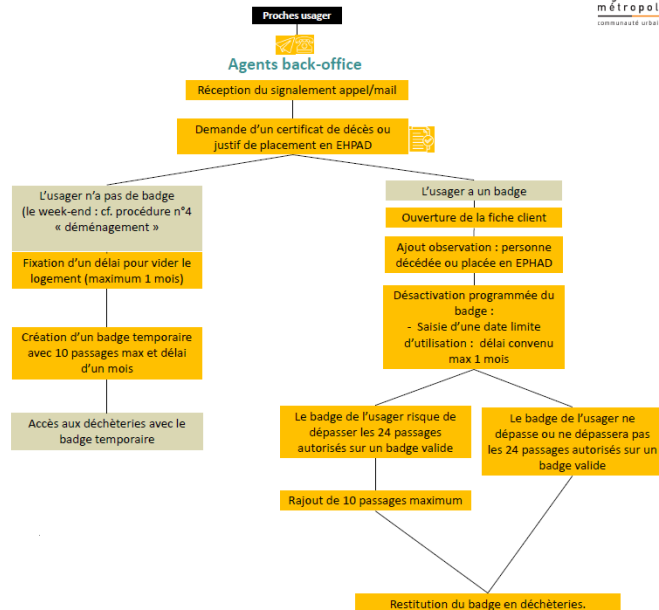 métropol
communauté urbai
Proches usager
Agents back-office
Réception du signalement appel/mail
Demande d'un certificat de décès ou
justif de placement en EHPAD
L'usager n'a pas de badge
(le week-end : cf. procédure n°4
« déménagement »
Fixation d'un délai pour vider le
logement (maximum 1 mois)
Création d'un badge temporaire
avec 10 passages max et délai
d'un mois
Accès aux déchèteries avec le
badge temporaire
L'usager a un badge
Ouverture de la fiche client
Ajout observation : personne
décédée ou placée en EPHAD
Désactivation programmée du
badge :
- Saisie d'une date limite
d'utilisation : délai convenu
max 1 mois
Le badge de l'usager risque de
dépasser les 24 passages
autorisés sur un badge valide
Rajout de 10 passages maximum
Le badge de l'usager ne
dépasse ou ne dépassera pas
les 24 passages autorisés sur un
badge valide
Restitution du badge en déchèteries.